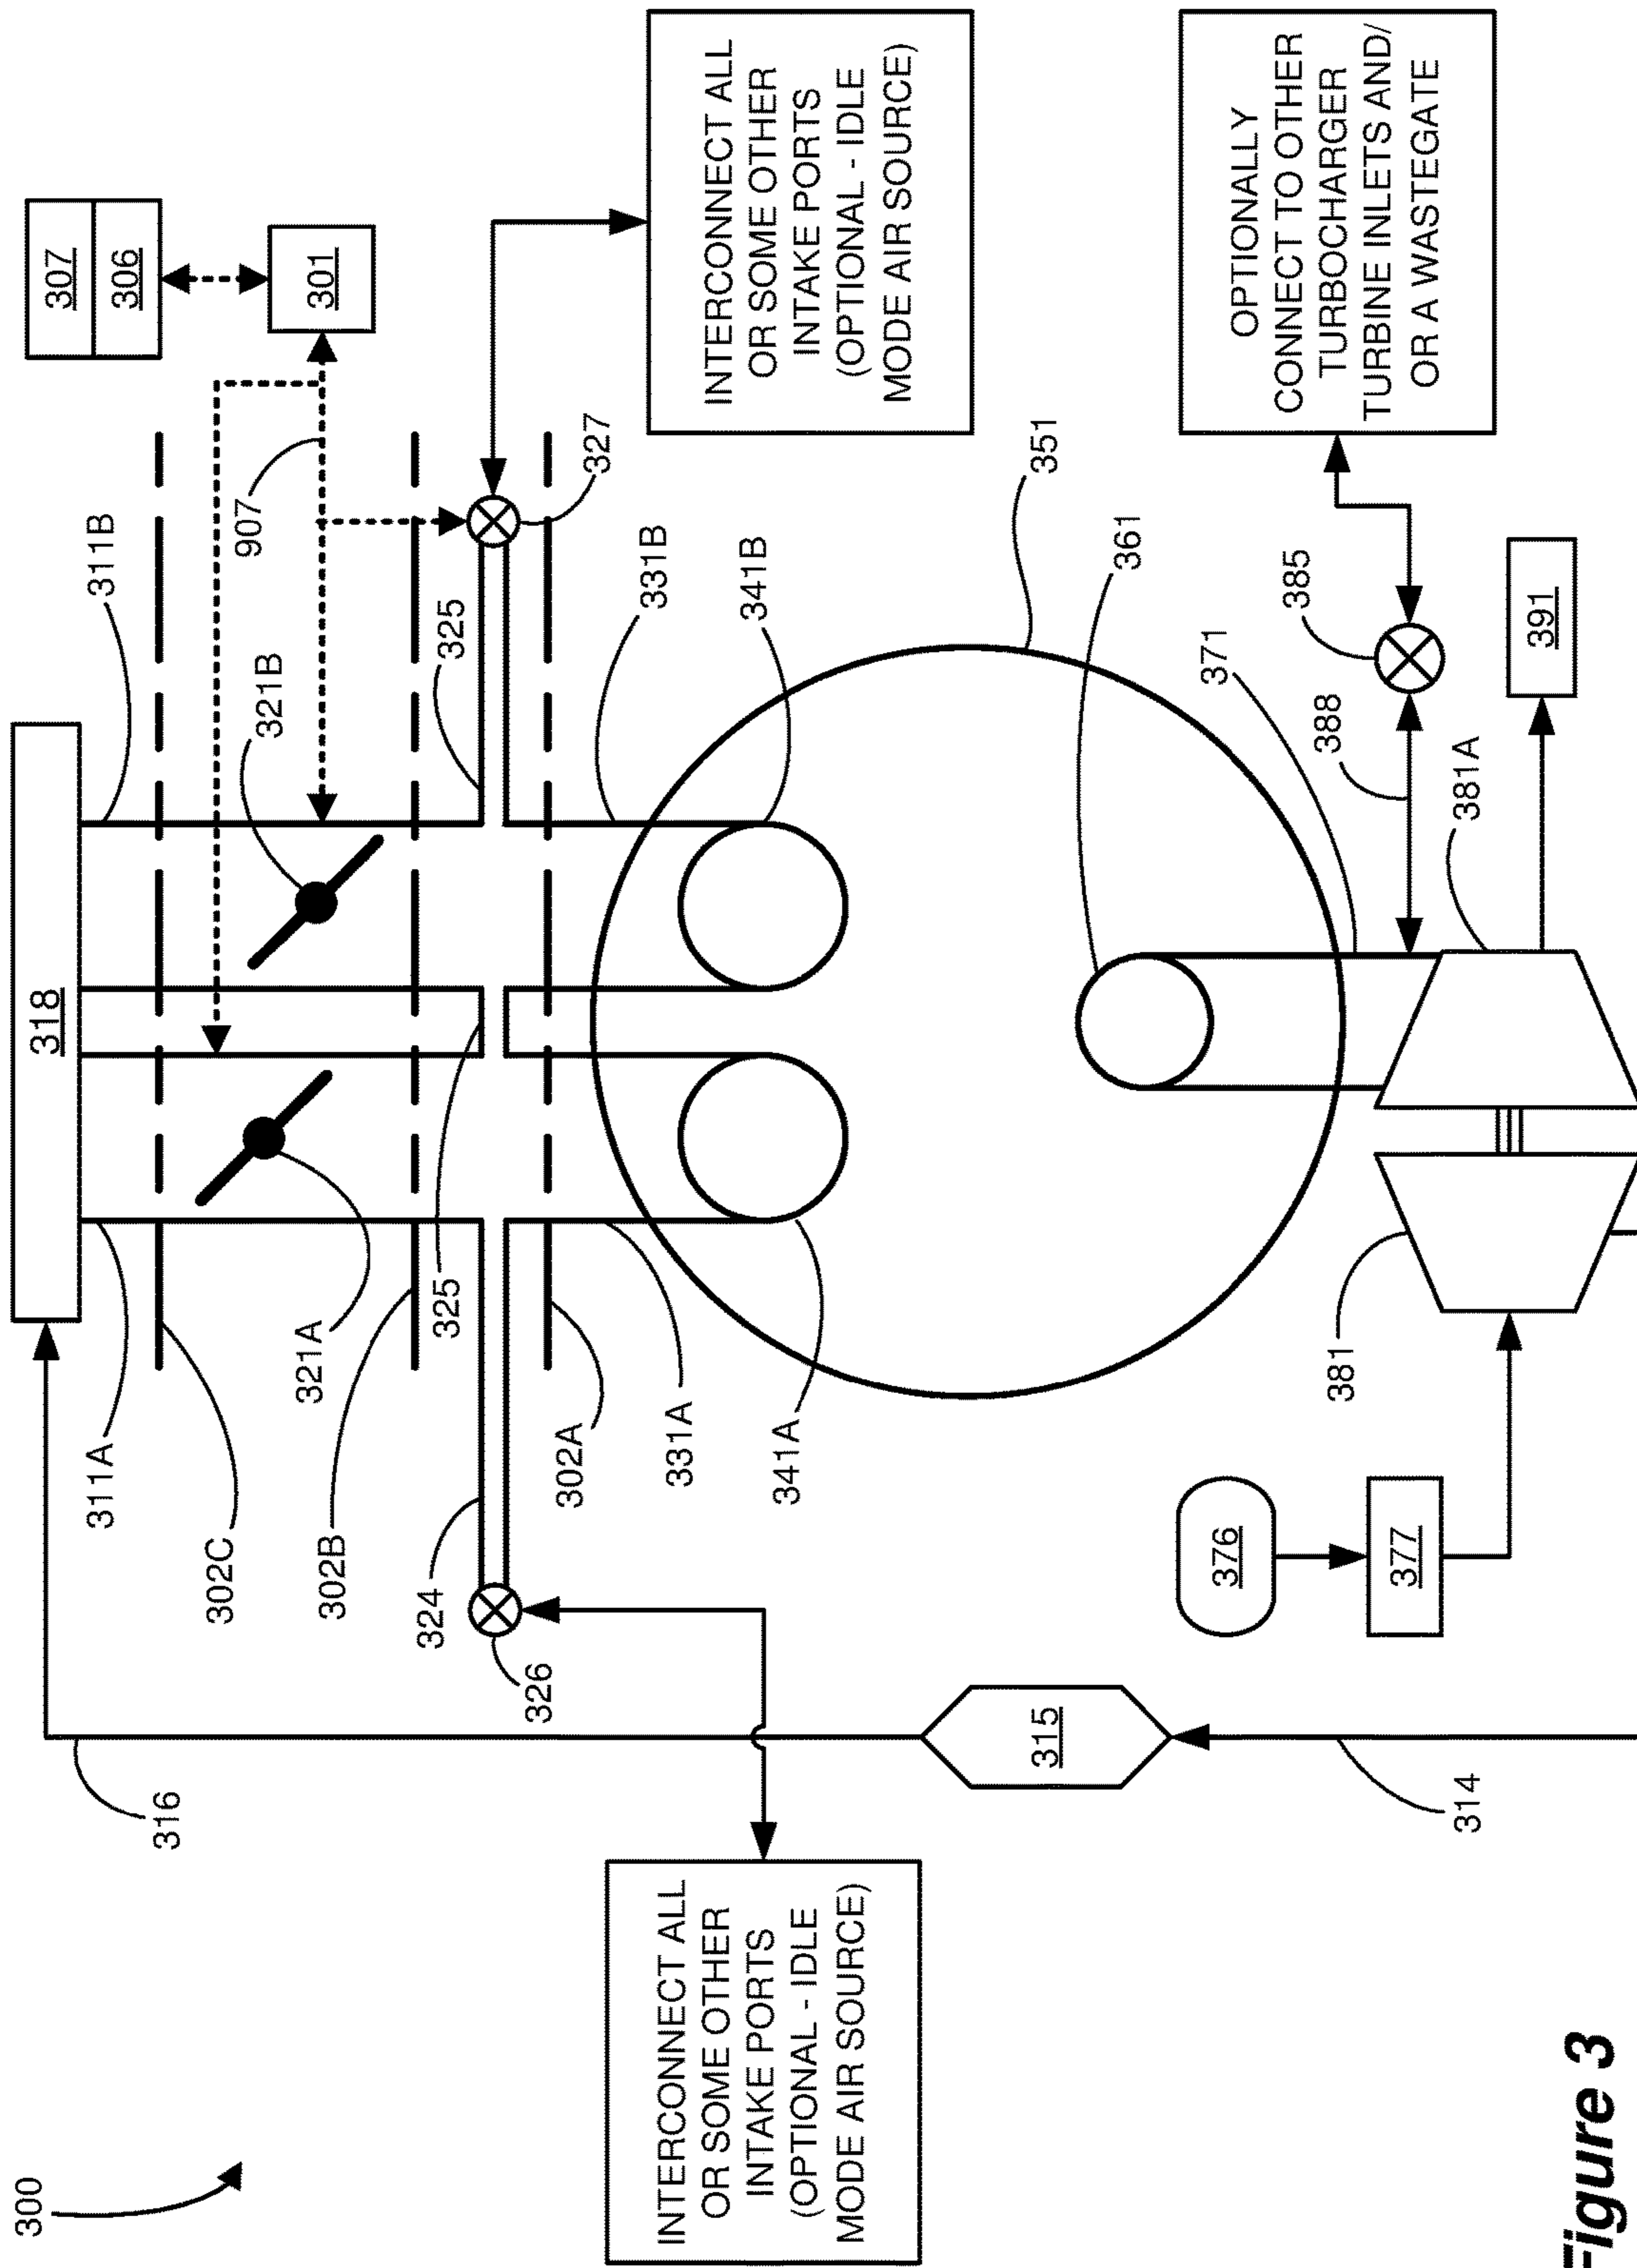 300
316
318
311A
311B
302C
321A
321B
907
307
306
301
302B
325
325
324
326
327
302A
331A
331B
341A
341B
INTERCONNECT ALL
OR SOME OTHER
INTAKE PORTS
(OPTIONAL - IDLE
MODE AIR SOURCE)
INTERCONNECT ALL
OR SOME OTHER
INTAKE PORTS
(OPTIONAL - IDLE
MODE AIR SOURCE)
351
361
315
314
376
377
381
371
388
385
381A
391
OPTIONALLY
CONNECT TO OTHER
TURBOCHARGER
TURBINE INLETS AND/
OR A WASTEGATE
Figure 3